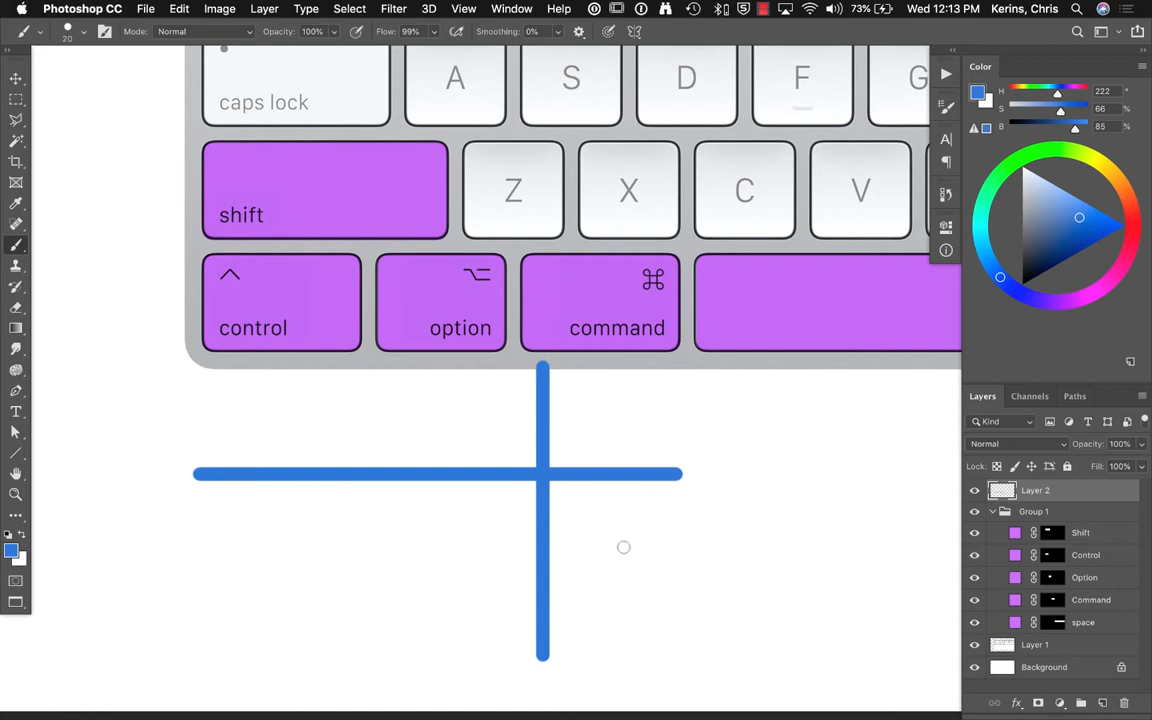 Photoshop CC File Edit Image Layer Type Select Filter 3D View Window Help 73% Wed 12:13 PM Kerins, Chris
20 Mode: Normal Opacity: 100% Flow: 99% Smoothing: 0%
caps lock A S D F G
shift Z X C V
control option command
Color
H 222 °
S 66 %
B 85 %
Layers Channels Paths
Kind
Normal Opacity: 100%
Lock: Fill: 100%
Layer 2
Group 1
Shift
Control
Option
Command
space
Layer 1
Background